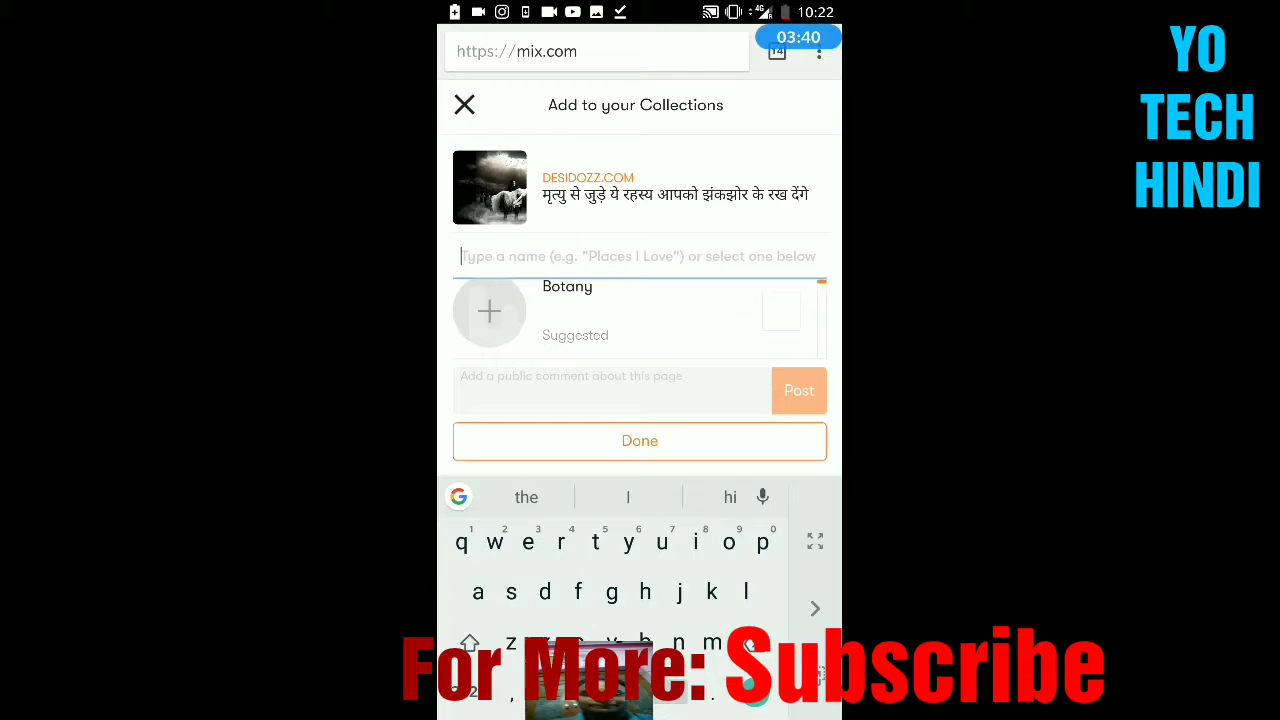 10:22
03:40
https://mix.com
14
YO
TECH
HINDI
Add to your Collections
DESIDOZZ.COM
मृत्यु से जुड़े ये रहस्य आपको झंकझोर के रख देंगे
Type a name (e.g. "Places I Love") or select one below
Botany
Suggested
Add a public comment about this page
Post
Done
the I hi
1 2 3 4 5 6 7 8 9 0
q w e r t y u i o p
a s d f g h j k l
z n m
For More: Subscribe